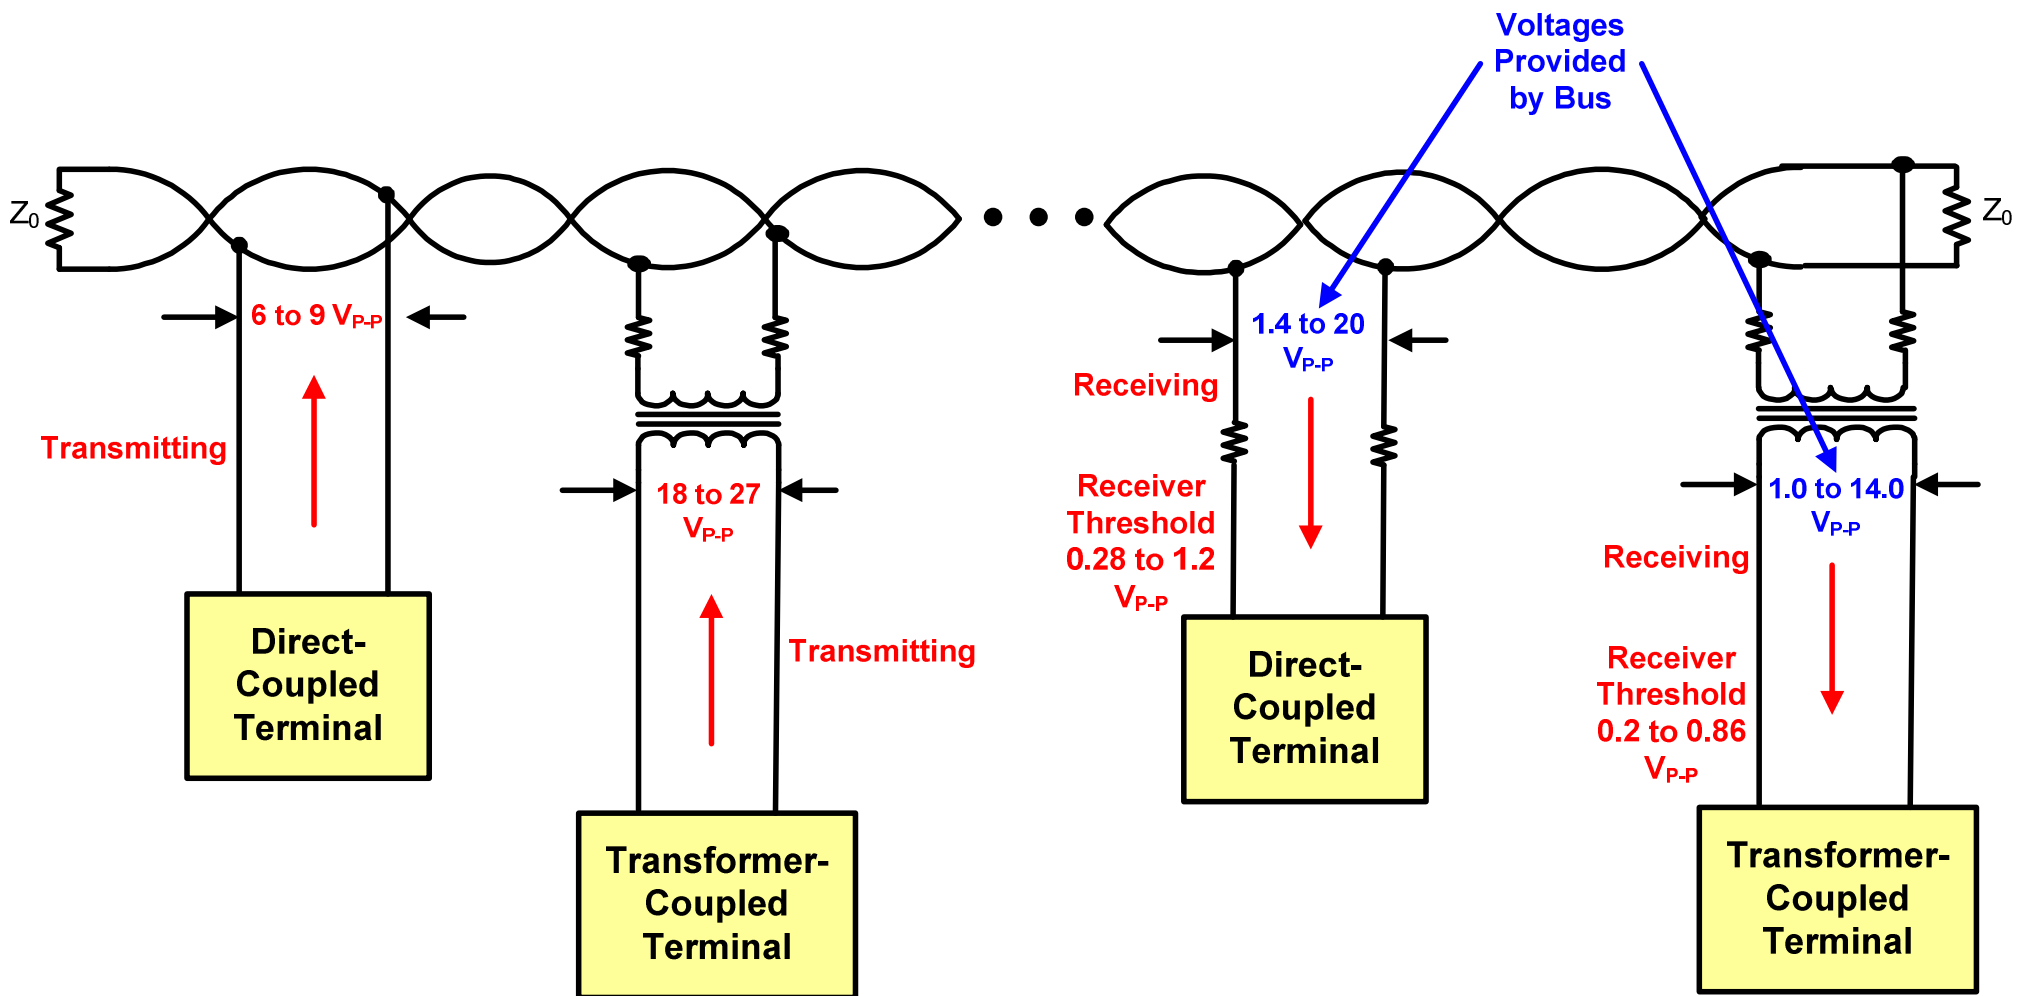 Voltages
Provided
by Bus
Z0
Z0
6 to 9 VP-P
Transmitting
Direct-
Coupled
Terminal
18 to 27
VP-P
Transmitting
Transformer-
Coupled
Terminal
1.4 to 20
VP-P
Receiving
Receiver
Threshold
0.28 to 1.2
VP-P
Direct-
Coupled
Terminal
1.0 to 14.0
VP-P
Receiving
Receiver
Threshold
0.2 to 0.86
VP-P
Transformer-
Coupled
Terminal